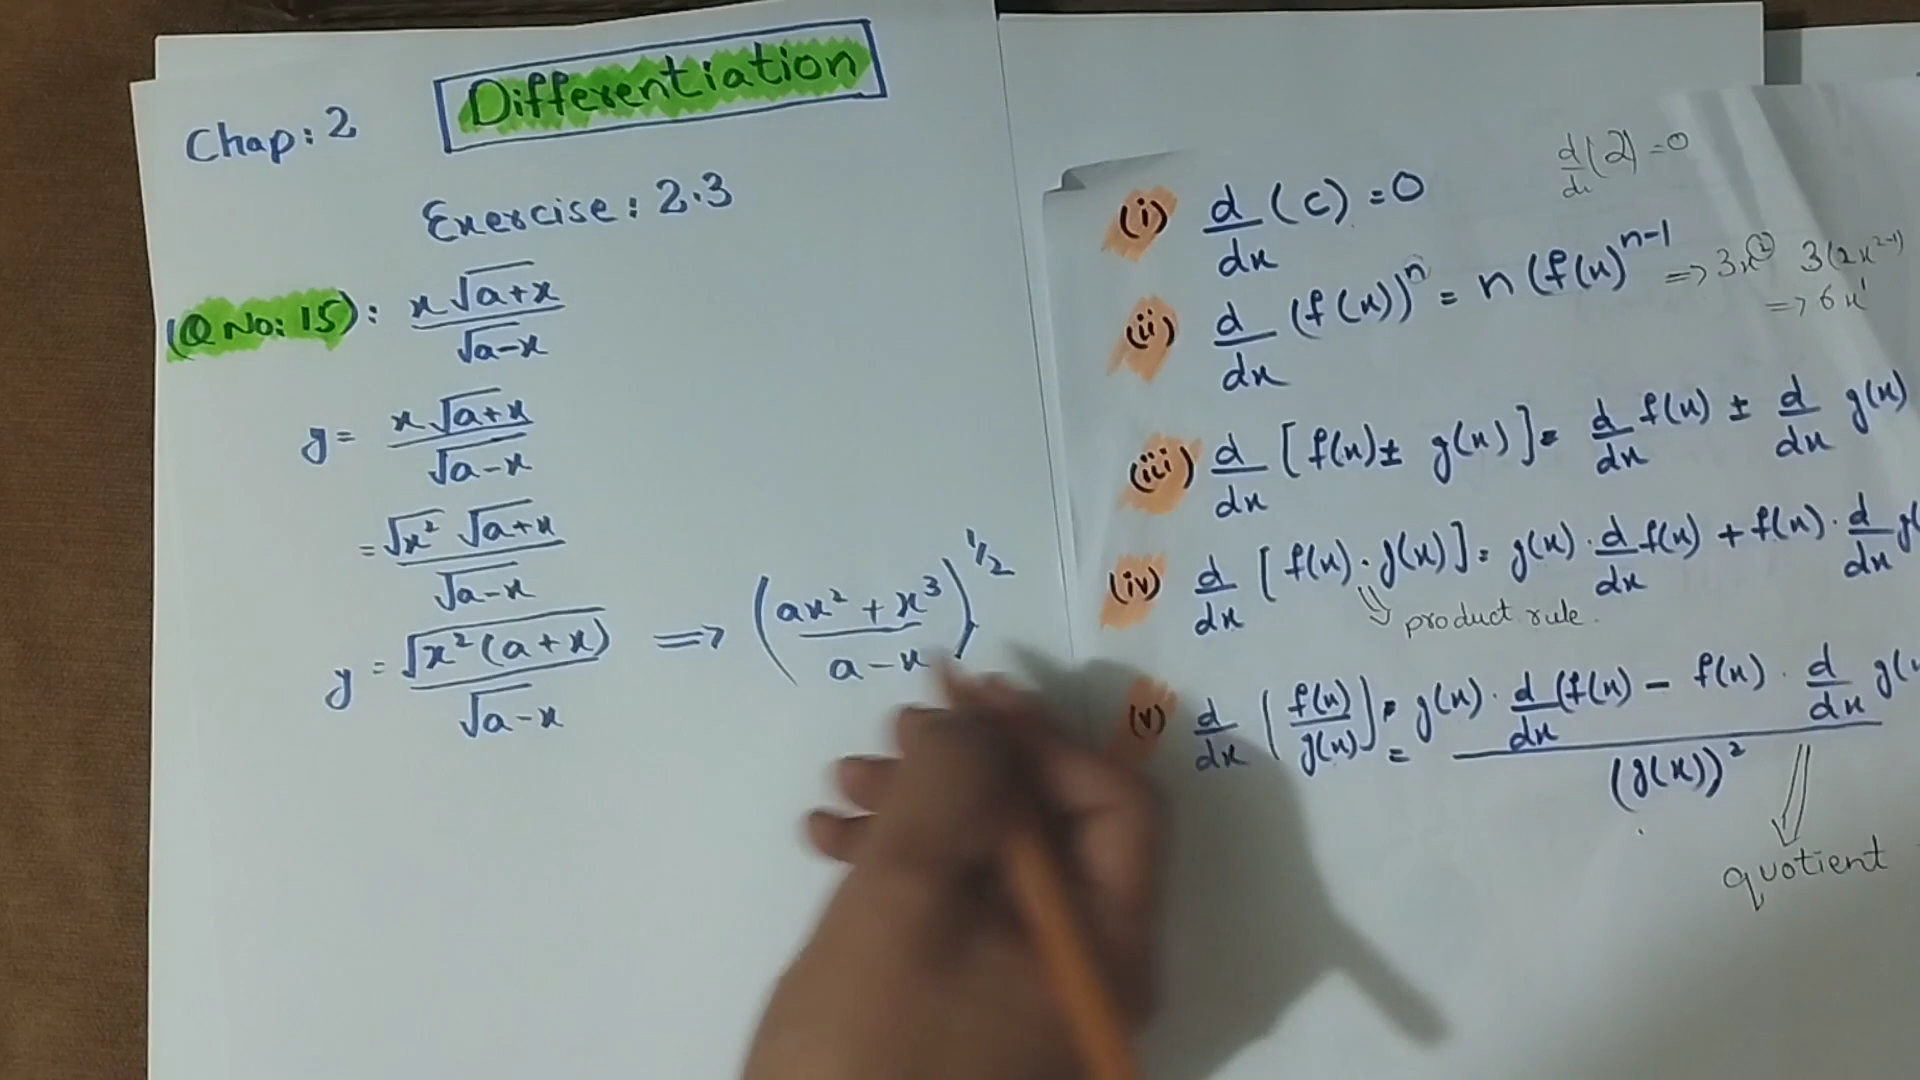 Chap: 2
Differentiation
Exercise: 2.3
(Q No: 15): x√a+x / √a-x
y = x√a+x / √a-x
= √x² √a+x / √a-x
y = √x²(a+x) / √a-x => (ax² + x³ / a-x)^1/2
d/dx (2) = 0
(i) d/dx (c) = 0
(ii) d/dx (f(x))^n = n(f(x)^n-1 => 3x² 3(2x^2-1)
=> 6x^1
(iii) d/dx [f(x) ± g(x)] = d/dx f(x) ± d/dx g(x)
(iv) d/dx [f(x) · g(x)] = g(x) · d/dx f(x) + f(x) · d/dx g(
product rule.
(v) d/dx (f(x)/g(x)) = g(x) · d/dx (f(x) - f(x) · d/dx g(x / (g(x))²
quotient